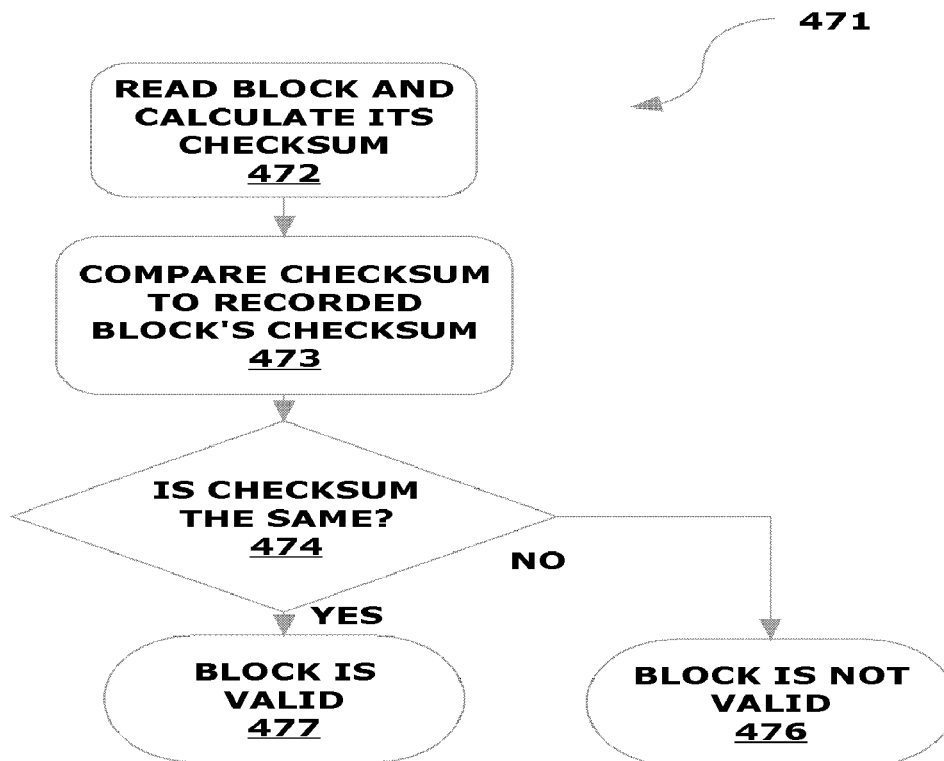 471
READ BLOCK AND
CALCULATE ITS
CHECKSUM
472
COMPARE CHECKSUM
TO RECORDED
BLOCK'S CHECKSUM
473
IS CHECKSUM
THE SAME?
474
NO
YES
BLOCK IS
VALID
477
BLOCK IS NOT
VALID
476